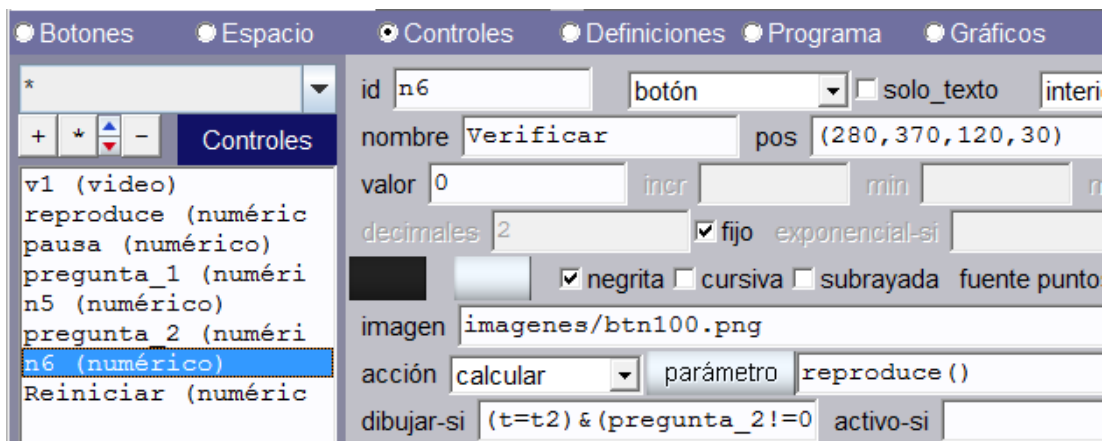 Botones Espacio Controles Definiciones Programa Gráficos
*
+ * −
Controles
v1 (video)
reproduce (numéric
pausa (numérico)
pregunta_1 (numéri
n5 (numérico)
pregunta_2 (numéri
n6 (numérico)
Reiniciar (numéric
id n6 botón solo_texto interi
nombre Verificar pos (280,370,120,30)
valor 0 incr min
decimales 2 fijo exponencial-si
negrita cursiva subrayada fuente punto
imagen imagenes/btn100.png
acción calcular parámetro reproduce()
dibujar-si (t=t2)&(pregunta_2!=0 activo-si